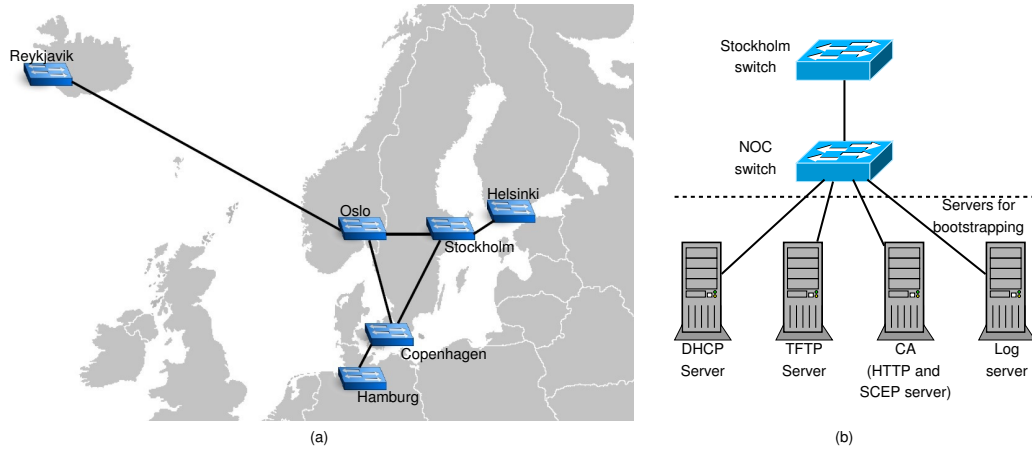 Reykjavik
Oslo
Helsinki
Stockholm
Copenhagen
Hamburg
(a)
Stockholm
switch
NOC
switch
Servers for
bootstrapping
DHCP
Server
TFTP
Server
CA
(HTTP and
SCEP server)
Log
server
(b)